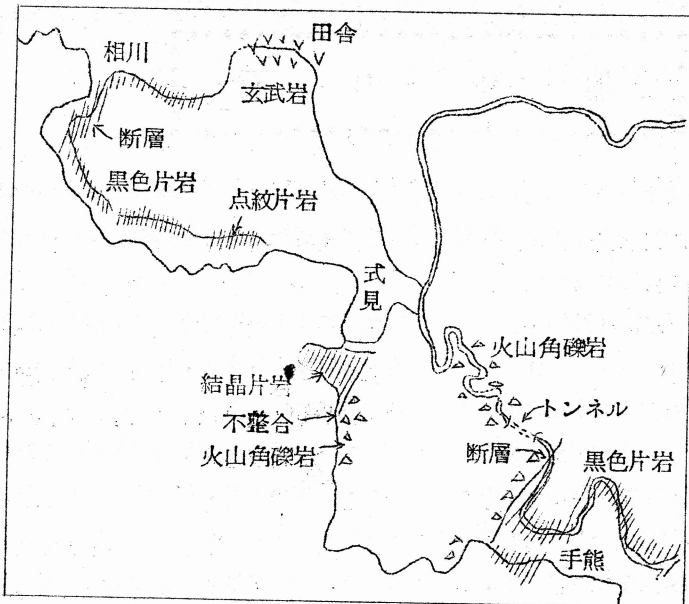 田舎
相川
玄武岩
断層
黒色片岩
点紋片岩
式見
火山角礫岩
結晶片岩
トンネル
不整合
火山角礫岩
断層
黒色片岩
手熊